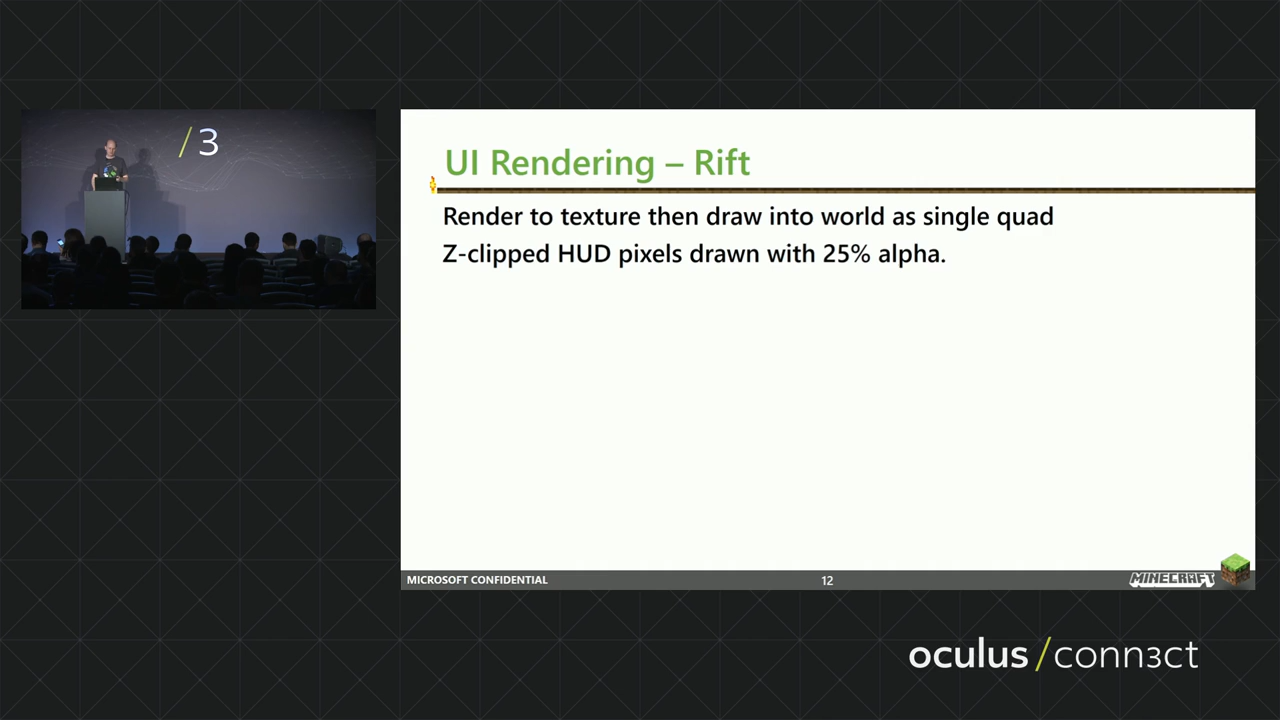 /3
UI Rendering – Rift
Render to texture then draw into world as single quad
Z-clipped HUD pixels drawn with 25% alpha.
MICROSOFT CONFIDENTIAL
12
MINECRAFT
oculus/conn3ct